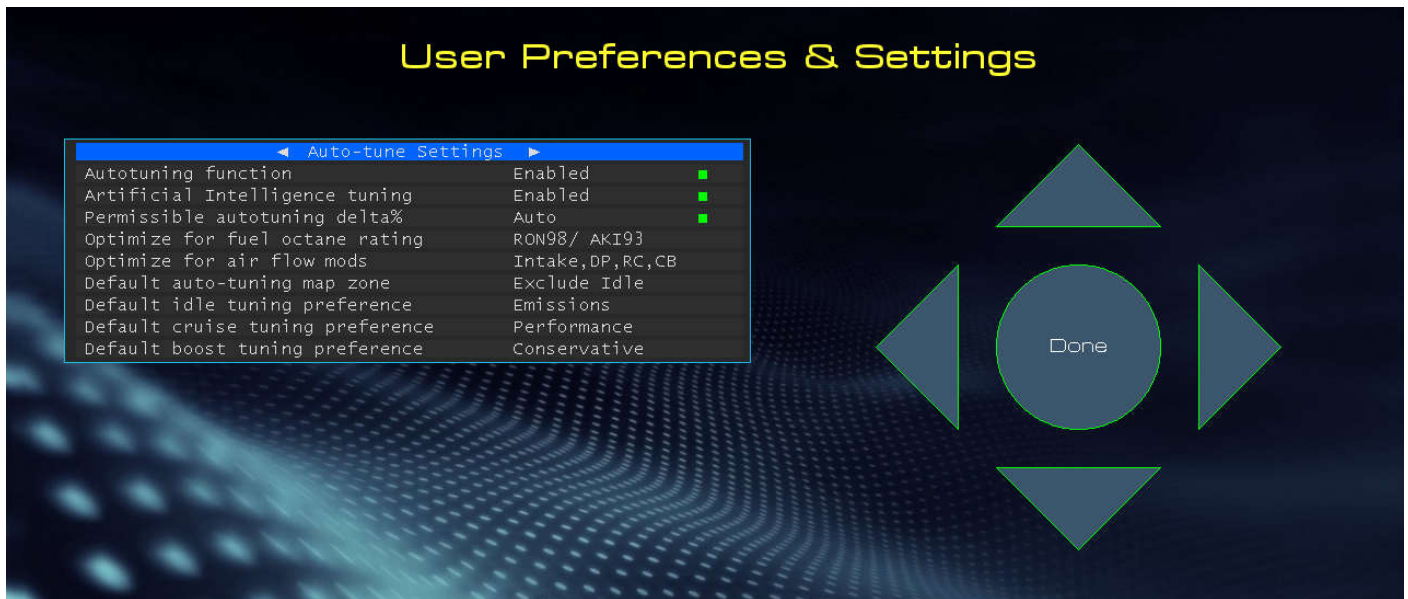 User Preferences & Settings
◄ Auto-tune Settings ►
Autotuning function Enabled
Artificial Intelligence tuning Enabled
Permissible autotuning delta% Auto
Optimize for fuel octane rating RON98/ AKI93
Optimize for air flow mods Intake,DP,RC,CB
Default auto-tuning map zone Exclude Idle
Default idle tuning preference Emissions
Default cruise tuning preference Performance
Default boost tuning preference Conservative
Done